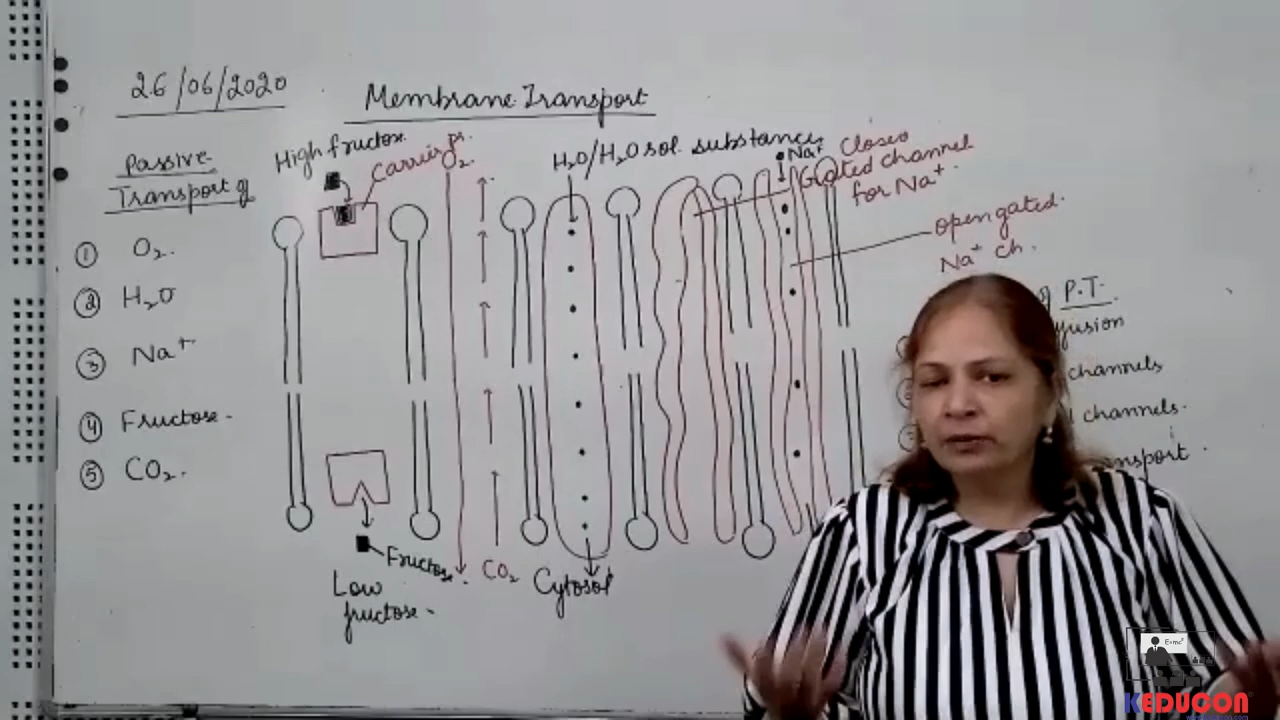 26/06/2020
Membrane Transport
Passive
Transport of
① O₂.
② H₂O
③ Na⁺
④ Fructose-
⑤ CO₂.
High fructose.
Carrier pr.
O₂.
H₂O/H₂O sol. substances
Na⁺
Closed
Gated channel
for Na⁺.
Open gated.
Na⁺ Ch.
P.T.
channels
channels.
Fructose.
Low
fructose-
CO₂
Cytosol
E=mc²
KEDUCON